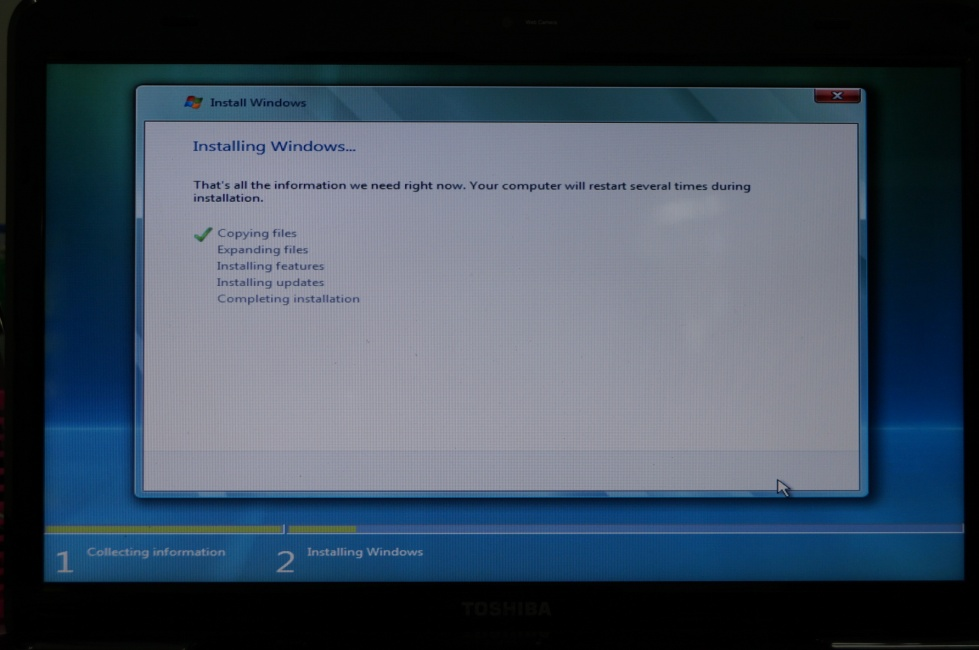 Install Windows
Installing Windows...
That's all the information we need right now. Your computer will restart several times during
installation.
Copying files
Expanding files
Installing features
Installing updates
Completing installation
1 Collecting information
2 Installing Windows
TOSHIBA